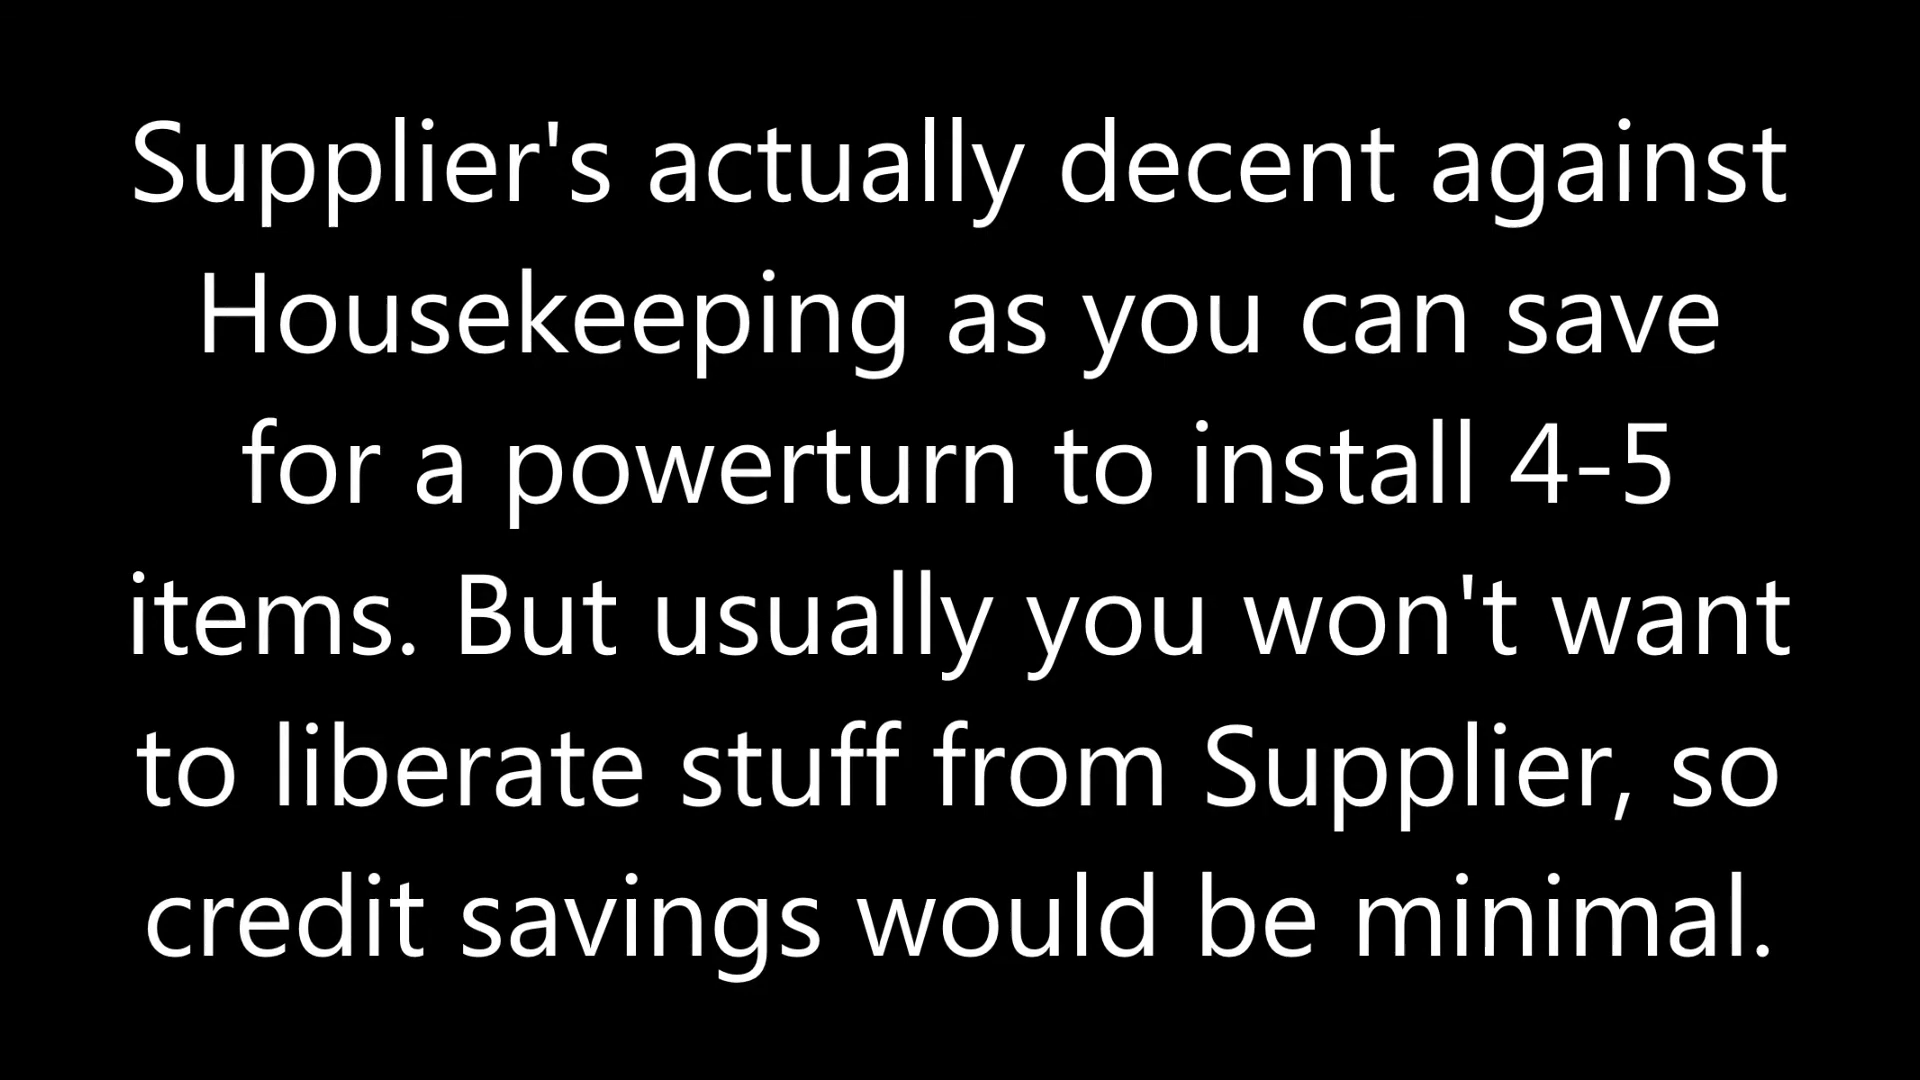 Supplier's actually decent against
Housekeeping as you can save
for a powerturn to install 4-5
items. But usually you won't want
to liberate stuff from Supplier, so
credit savings would be minimal.